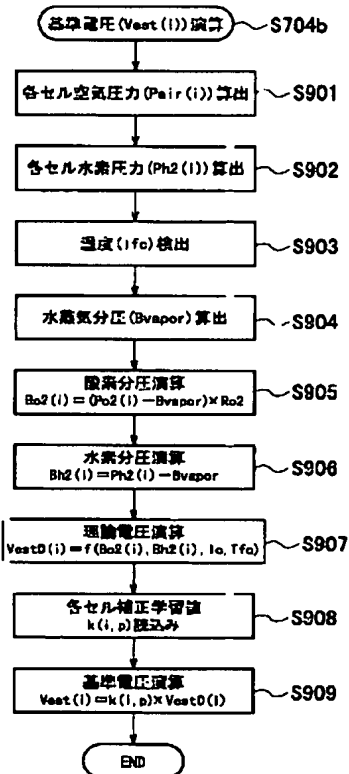 基準電圧(Vest(i))演算
S704b
各セル空気圧力(Pair(i))算出
S901
各セル水素圧力(Ph2(i))算出
S902
温度(Tfc)検出
S903
水蒸気分圧(Bvapor)算出
S904
酸素分圧演算
Bo2(i)=(Po2(i)-Bvapor)×Ro2
S905
水素分圧演算
Bh2(i)=Ph2(i)-Bvapor
S906
理論電圧演算
Vest0(i)=f(Bo2(i),Bh2(i),Ic,Tfc)
S907
各セル補正学習値
k(i,p)読込み
S908
基準電圧演算
Vest(i)=k(i,p)×Vest0(i)
S909
END